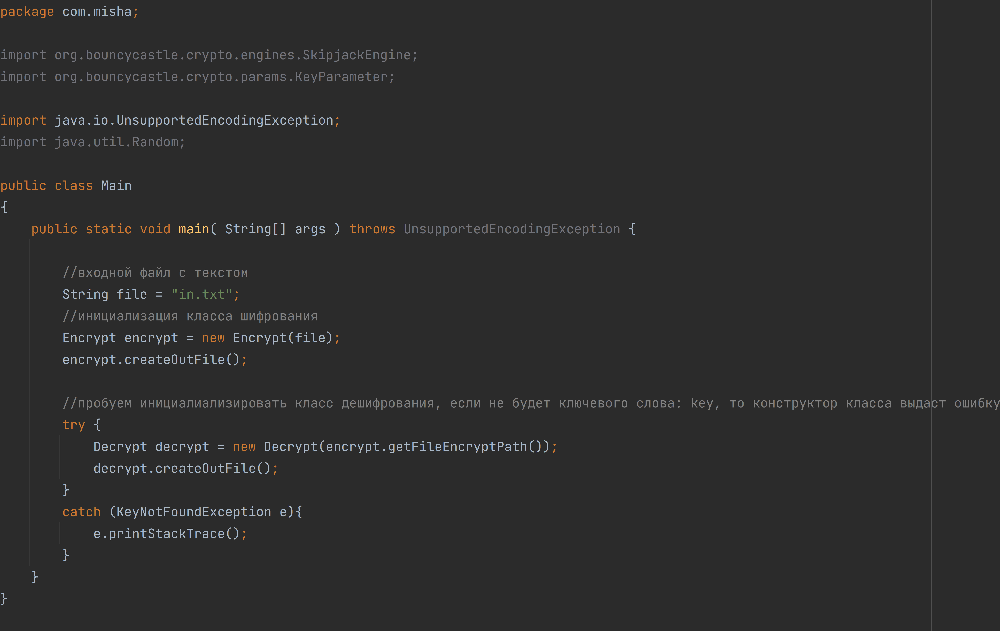 package com.misha;
import org.bouncycastle.crypto.engines.SkipjackEngine;
import org.bouncycastle.crypto.params.KeyParameter;
import java.io.UnsupportedEncodingException;
import java.util.Random;
public class Main
{
    public static void main( String[] args ) throws UnsupportedEncodingException {
        //входной файл с текстом
        String file = "in.txt";
        //инициализация класса шифрования
        Encrypt encrypt = new Encrypt(file);
        encrypt.createOutFile();
        //пробуем инициалиализировать класс дешифрования, если не будет ключевого слова: key, то конструктор класса выдаст ошибку
        try {
            Decrypt decrypt = new Decrypt(encrypt.getFileEncryptPath());
            decrypt.createOutFile();
        }
        catch (KeyNotFoundException e){
            e.printStackTrace();
        }
    }
}